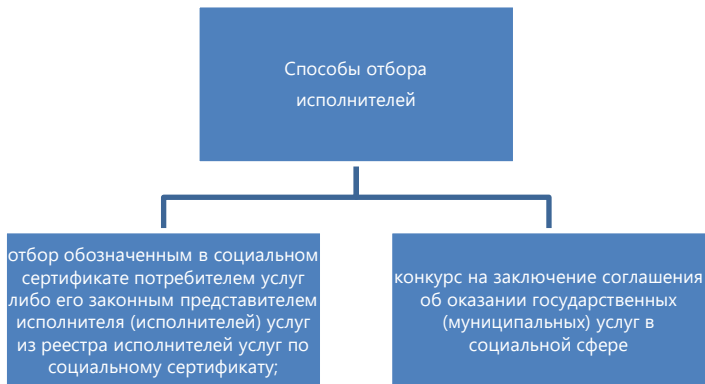 Способы отбора
исполнителей
отбор обозначенным в социальном
сертификате потребителем услуг
либо его законным представителем
исполнителя (исполнителей) услуг
из реестра исполнителей услуг по
социальному сертификату;
конкурс на заключение соглашения
об оказании государственных
(муниципальных) услуг в
социальной сфере